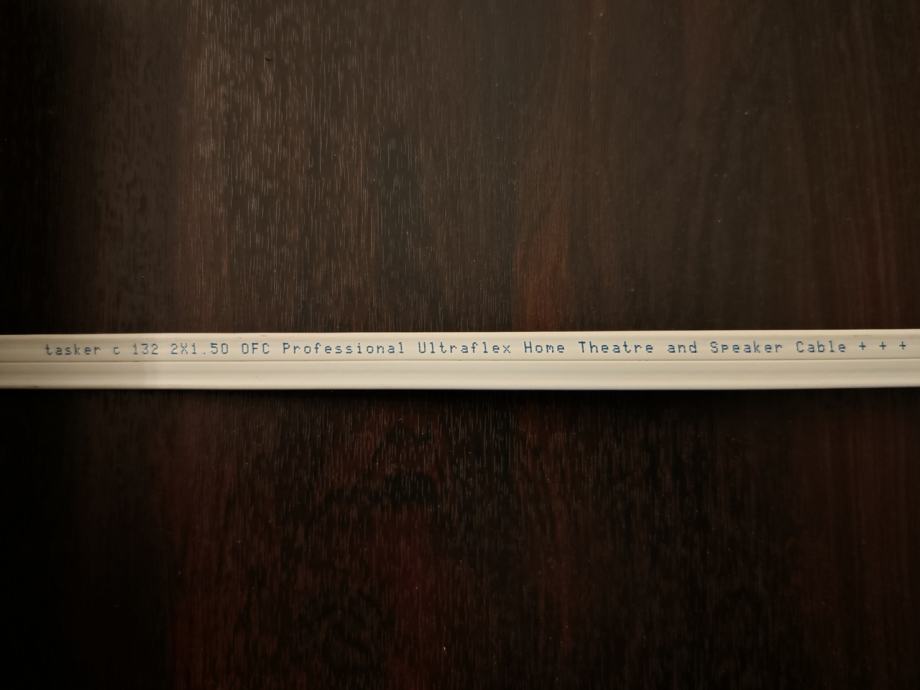 tasker c 132 2X1.50 OFC Professional Ultraflex Home Theatre and Speaker Cable + + +